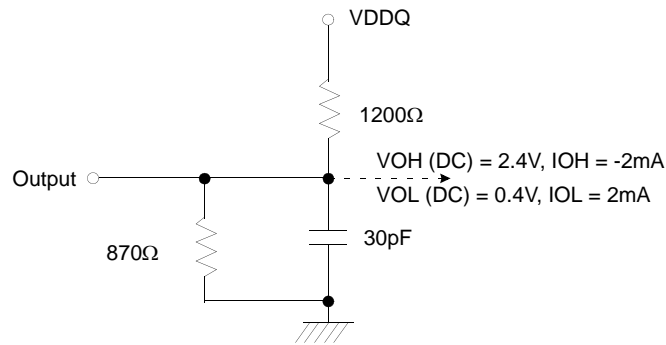 VDDQ
1200Ω
VOH (DC) = 2.4V, IOH = -2mA
Output
VOL (DC) = 0.4V, IOL = 2mA
870Ω
30pF